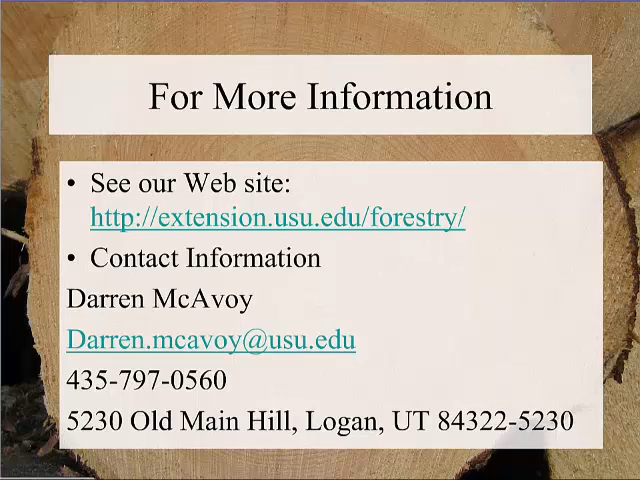 For More Information
• See our Web site:
http://extension.usu.edu/forestry/
• Contact Information
Darren McAvoy
Darren.mcavoy@usu.edu
435-797-0560
5230 Old Main Hill, Logan, UT 84322-5230